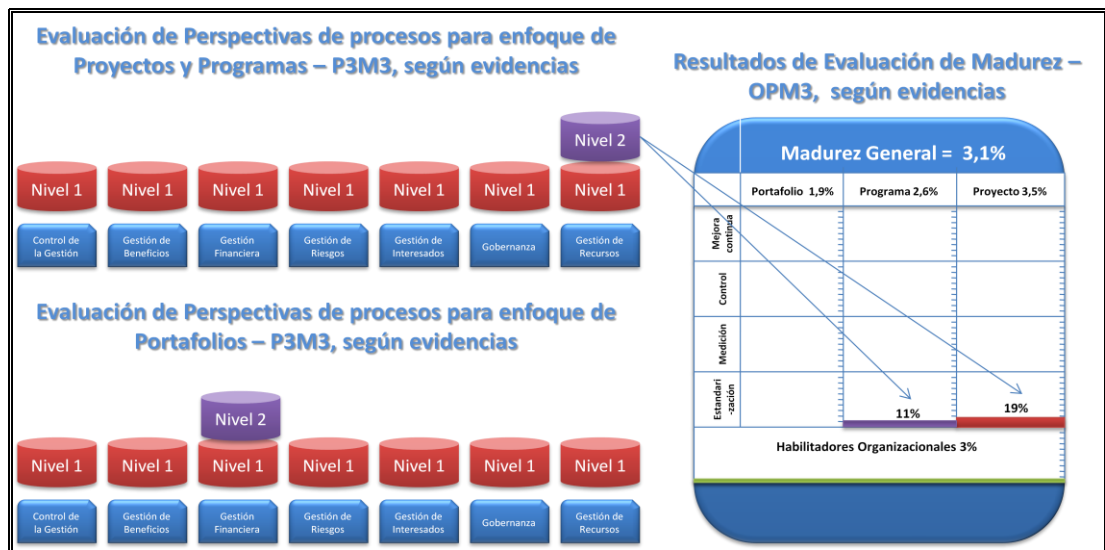 Evaluación de Perspectivas de procesos para enfoque de
Proyectos y Programas – P3M3, según evidencias
Nivel 2
Nivel 1
Nivel 1
Nivel 1
Nivel 1
Nivel 1
Nivel 1
Nivel 1
Control de
la Gestión
Gestión de
Beneficios
Gestión
Financiera
Gestión de
Riesgos
Gestión de
Interesados
Gobernanza
Gestión de
Recursos
Evaluación de Perspectivas de procesos para enfoque de
Portafolios – P3M3, según evidencias
Nivel 2
Nivel 1
Nivel 1
Nivel 1
Nivel 1
Nivel 1
Nivel 1
Nivel 1
Control de
la Gestión
Gestión de
Beneficios
Gestión
Financiera
Gestión de
Riesgos
Gestión de
Interesados
Gobernanza
Gestión de
Recursos
Resultados de Evaluación de Madurez –
OPM3, según evidencias
Madurez General = 3,1%
Portafolio 1,9%
Programa 2,6%
Proyecto 3,5%
Mejora
continua
Control
Medición
Estandari
-zación
11%
19%
Habilitadores Organizacionales 3%